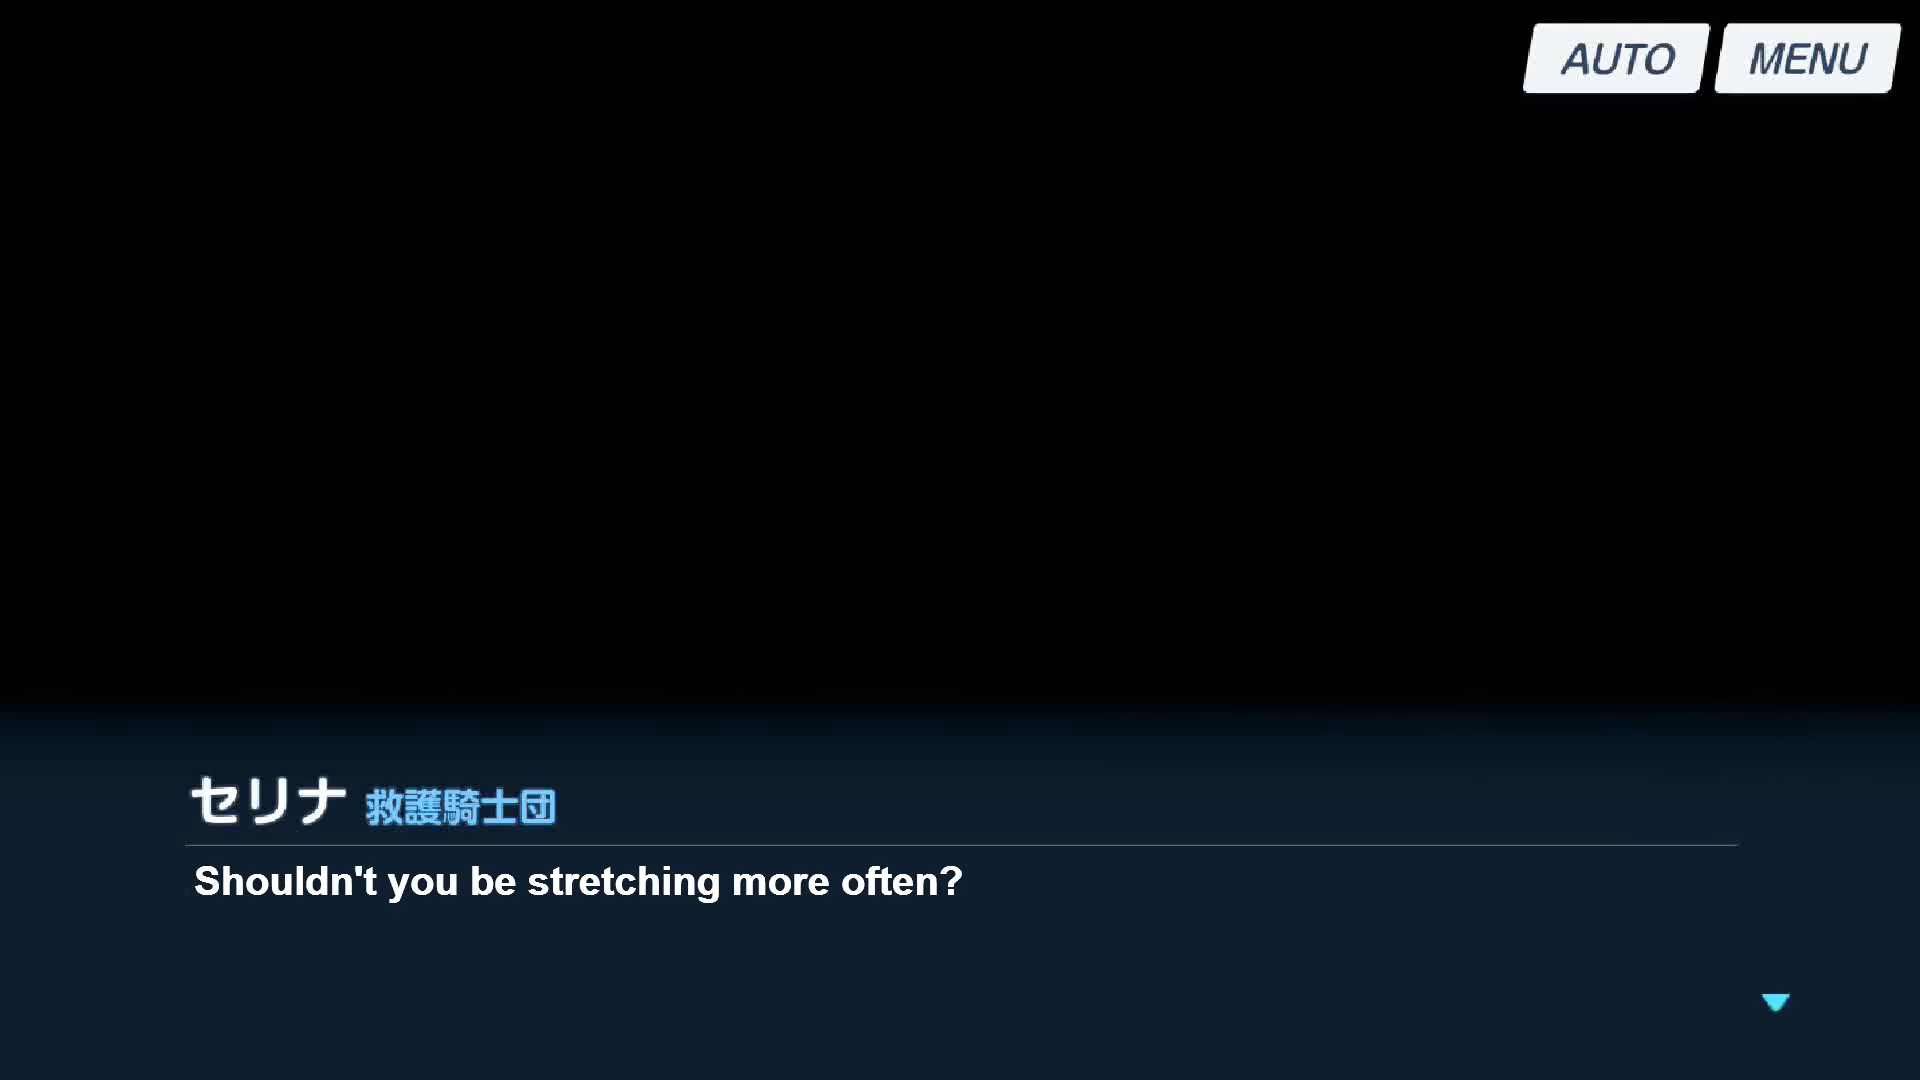 AUTO MENU
セリナ 救護騎士団
Shouldn't you be stretching more often?